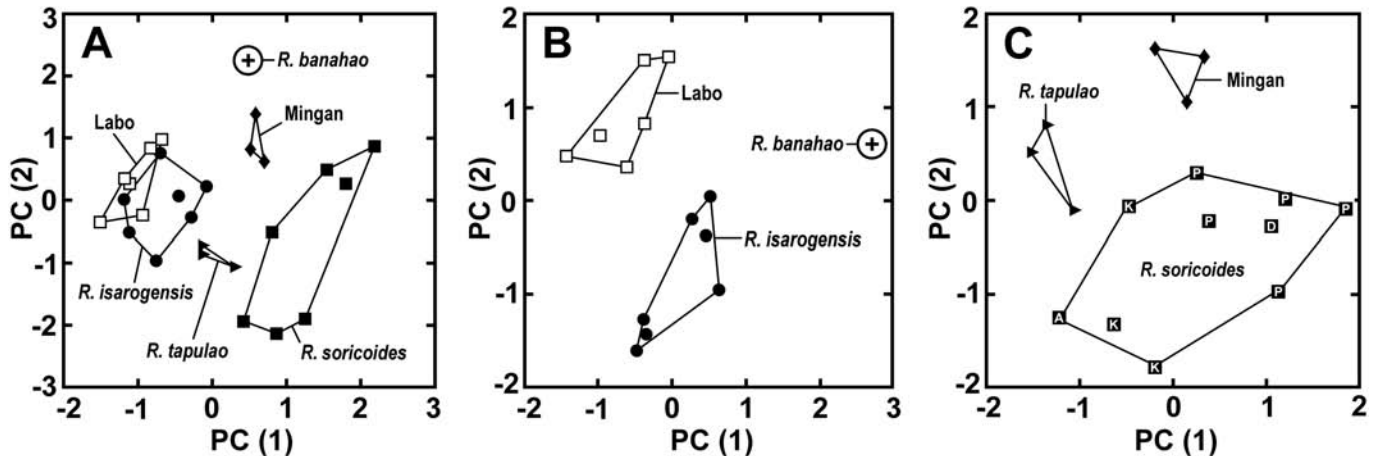 A
3
2
1
0
-1
-2
-3
PC (2)
-2
-1
0
1
2
3
PC (1)
R. banahao
Mingan
Labo
R. isarogensis
R. tapulao
R. soricoides
B
2
1
0
-1
-2
PC (2)
-2
-1
0
1
2
3
PC (1)
Labo
R. banahao
R. isarogensis
C
2
1
0
-1
-2
PC (2)
-2
-1
0
1
2
PC (1)
R. tapulao
Mingan
P
K
P
P
D
R. soricoides
P
A
K
K